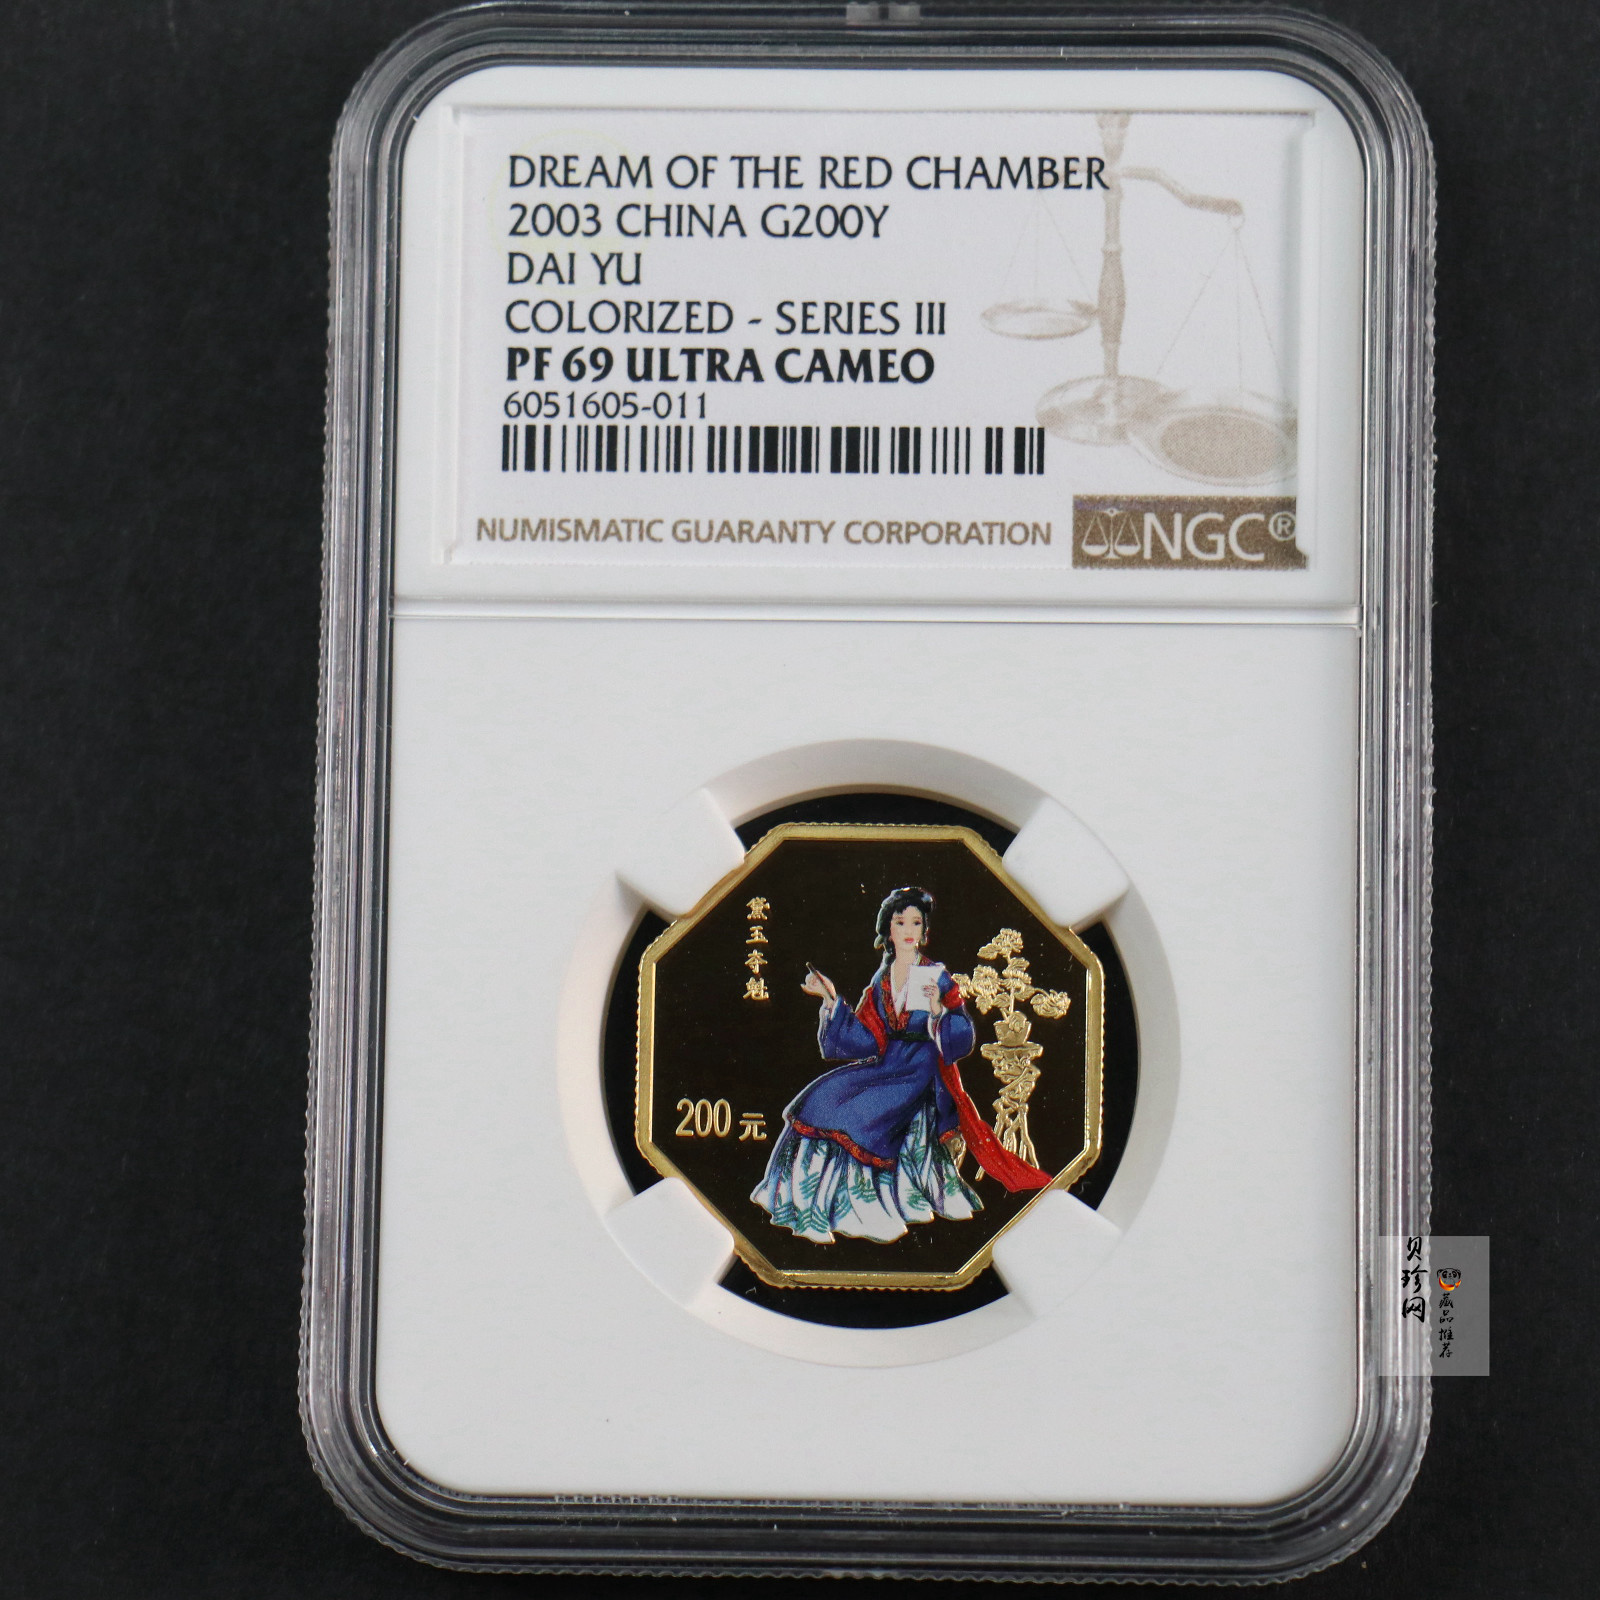 DREAM OF THE RED CHAMBER
2003 CHINA G200Y
DAI YU
COLORIZED - SERIES III
PF 69 ULTRA CAMEO
6051605-011
NUMISMATIC GUARANTY CORPORATION
NGC®
黛玉夺魁
200元
贝珍网
藏品推荐